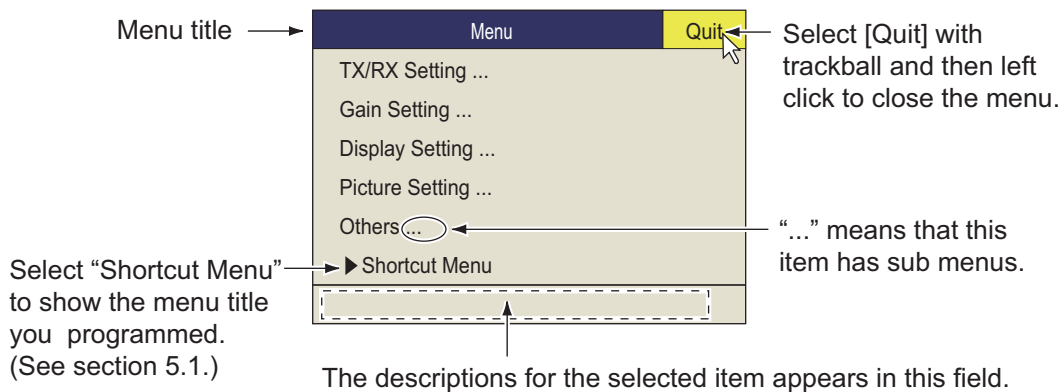 Menu title
Menu
Quit
Select [Quit] with
trackball and then left
click to close the menu.
TX/RX Setting ...
Gain Setting ...
Display Setting ...
Picture Setting ...
Others ...
"..." means that this
item has sub menus.
Shortcut Menu
Select "Shortcut Menu"
to show the menu title
you programmed.
(See section 5.1.)
The descriptions for the selected item appears in this field.